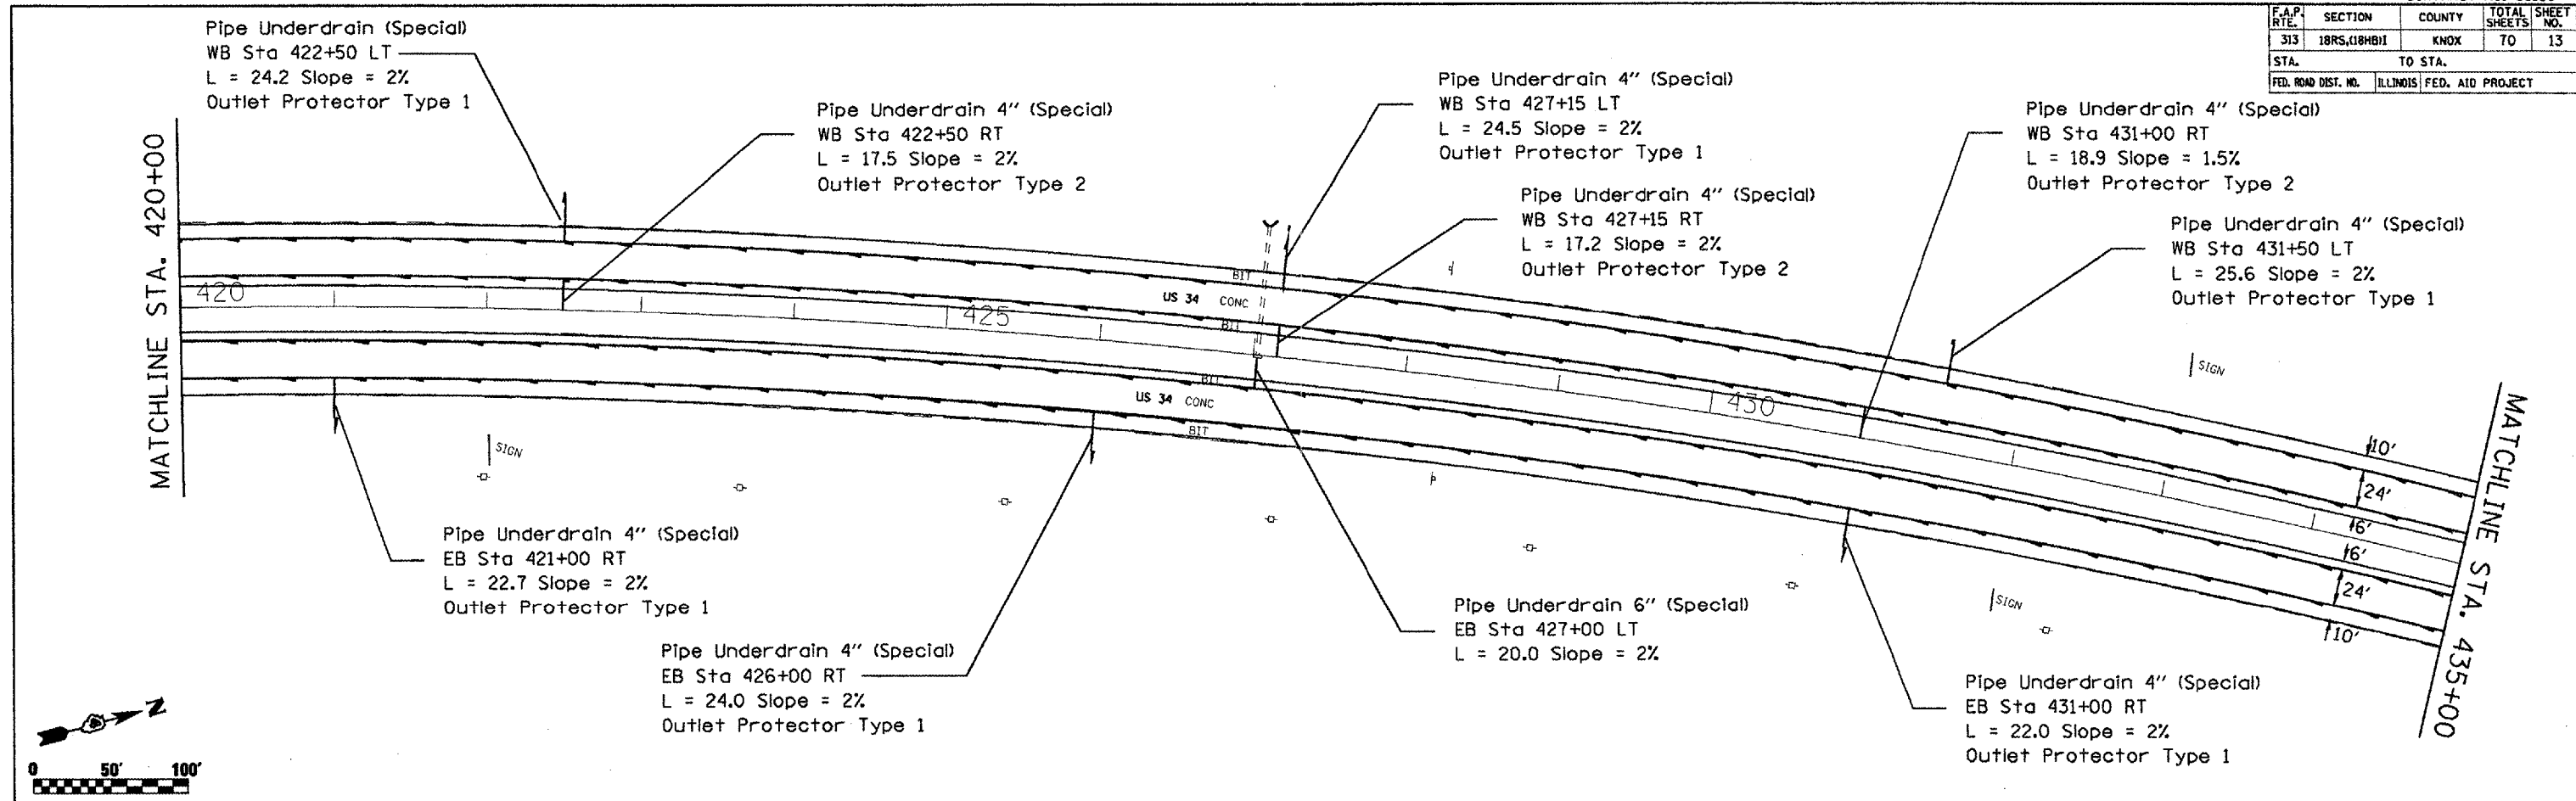 F.A.P. RTE. SECTION COUNTY TOTAL SHEETS SHEET NO.
313 18RS,(18HB)I KNOX 70 13
STA. TO STA.
FED. ROAD DIST. NO. ILLINOIS FED. AID PROJECT
Pipe Underdrain (Special)
WB Sta 422+50 LT
L = 24.2 Slope = 2%
Outlet Protector Type 1
Pipe Underdrain 4" (Special)
WB Sta 422+50 RT
L = 17.5 Slope = 2%
Outlet Protector Type 2
Pipe Underdrain 4" (Special)
WB Sta 427+15 LT
L = 24.5 Slope = 2%
Outlet Protector Type 1
Pipe Underdrain 4" (Special)
WB Sta 427+15 RT
L = 17.2 Slope = 2%
Outlet Protector Type 2
Pipe Underdrain 4" (Special)
WB Sta 431+00 RT
L = 18.9 Slope = 1.5%
Outlet Protector Type 2
Pipe Underdrain 4" (Special)
WB Sta 431+50 LT
L = 25.6 Slope = 2%
Outlet Protector Type 1
MATCHLINE STA. 420+00
420
425
430
BIT
US 34 CONC
BIT
BIT
US 34 CONC
BIT
SIGN
SIGN
SIGN
10'
24'
6'
6'
24'
10'
MATCHLINE STA. 435+00
Pipe Underdrain 4" (Special)
EB Sta 421+00 RT
L = 22.7 Slope = 2%
Outlet Protector Type 1
Pipe Underdrain 4" (Special)
EB Sta 426+00 RT
L = 24.0 Slope = 2%
Outlet Protector Type 1
Pipe Underdrain 6" (Special)
EB Sta 427+00 LT
L = 20.0 Slope = 2%
Pipe Underdrain 4" (Special)
EB Sta 431+00 RT
L = 22.0 Slope = 2%
Outlet Protector Type 1
N
0 50' 100'